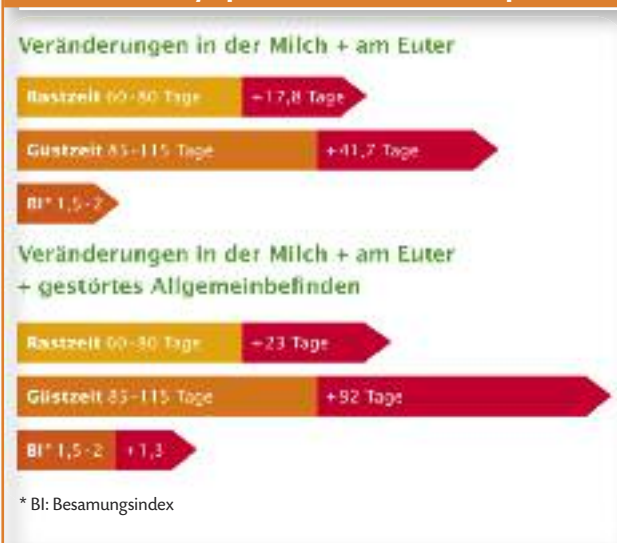 Veränderungen in der Milch + am Euter
Rastzeit 60-80 Tage +17,8 Tage
Güstzeit 85-115 Tage +41,7 Tage
BI* 1,5-2
Veränderungen in der Milch + am Euter
+ gestörtes Allgemeinbefinden
Rastzeit 60-80 Tage +23 Tage
Güstzeit 85-115 Tage +92 Tage
BI* 1,5-2 +1,3
* BI: Besamungsindex